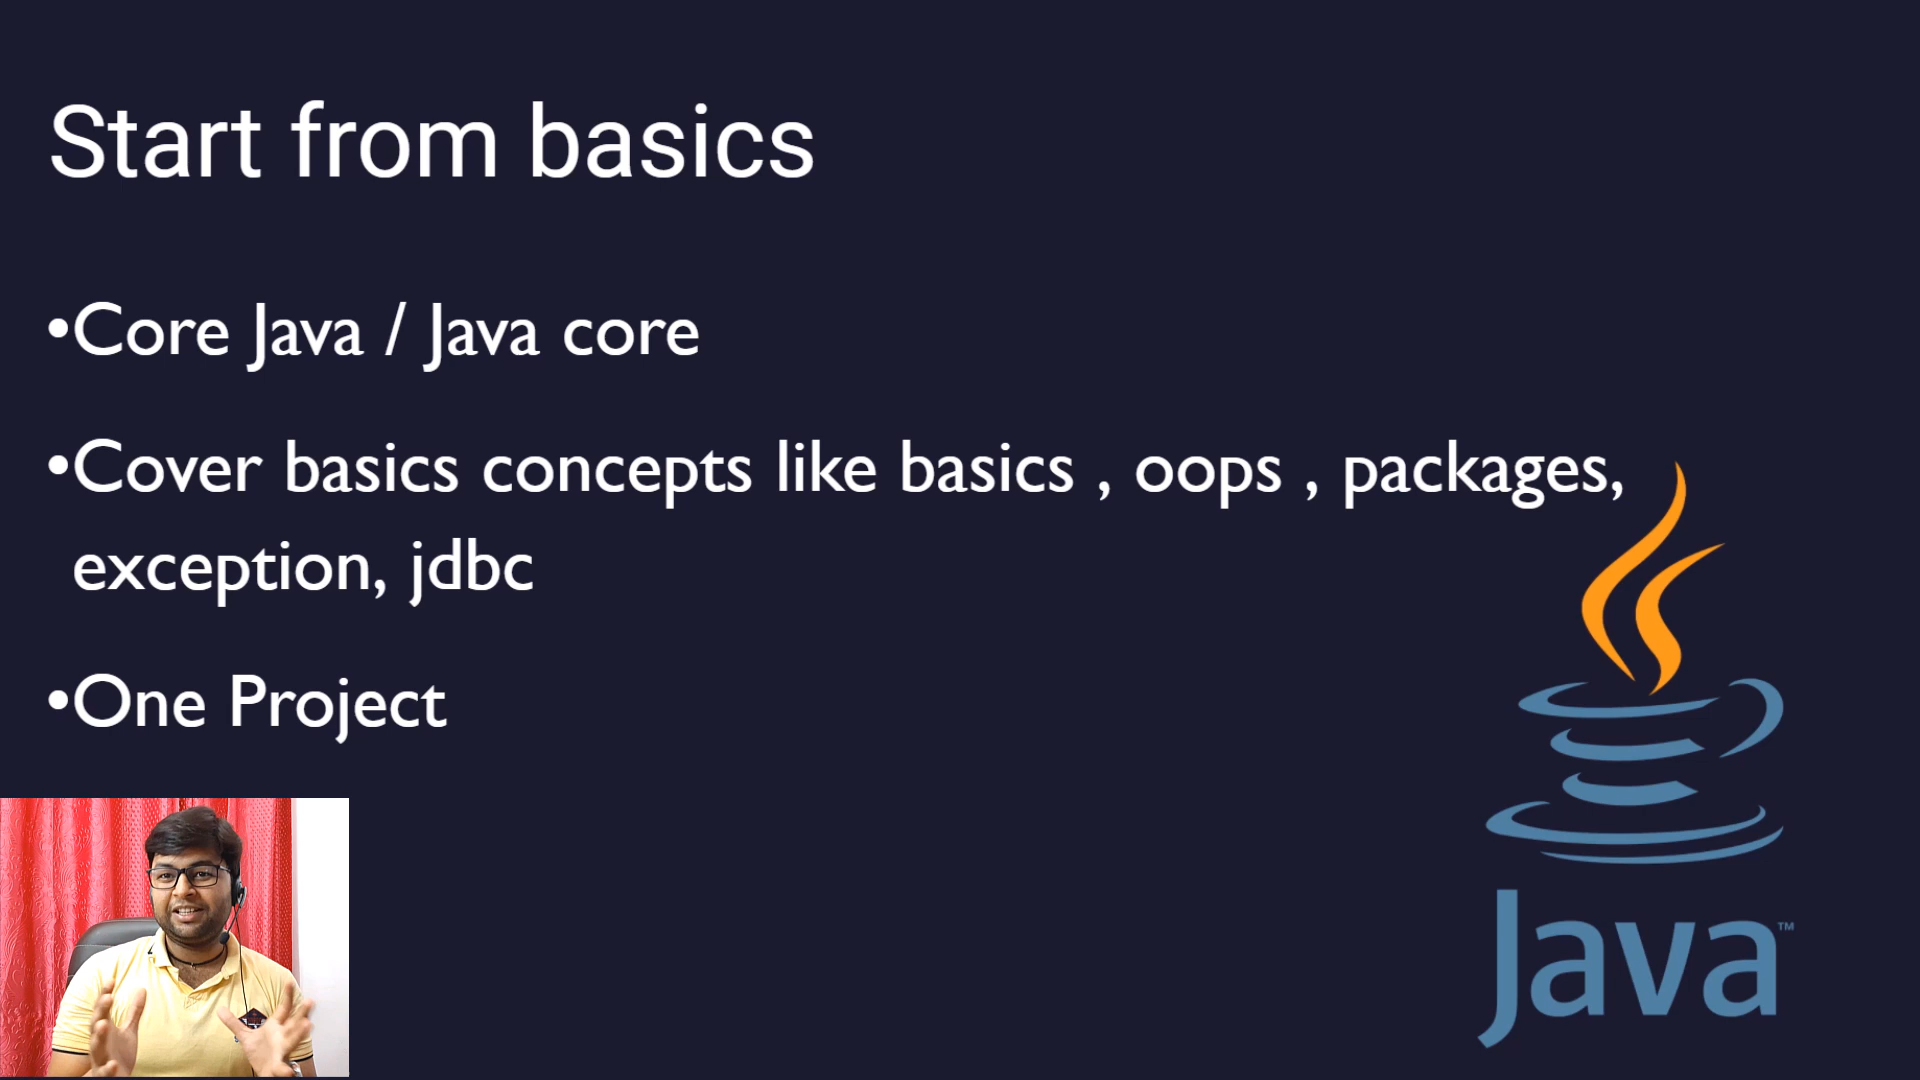 Start from basics
•Core Java / Java core
•Cover basics concepts like basics , oops , packages,
exception, jdbc
•One Project
Java™